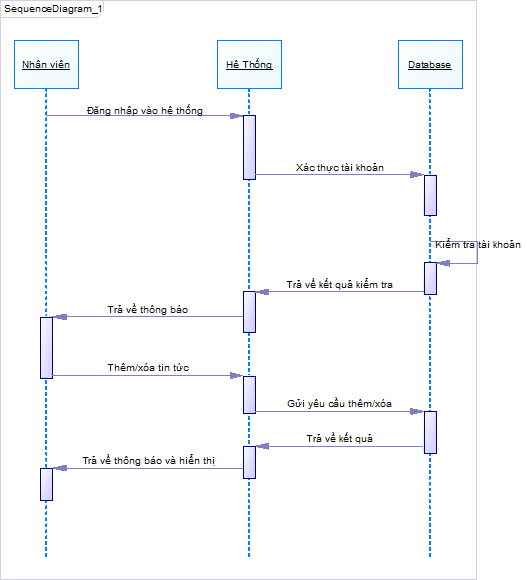 SequenceDiagram_1
Nhân viên
Hệ Thống
Database
Đăng nhập vào hệ thống
Xác thực tài khoản
Kiểm tra tài khoản
Trả về kết quả kiểm tra
Trả về thông báo
Thêm/xóa tin tức
Gửi yêu cầu thêm/xóa
Trả về kết quả
Trả về thông báo và hiển thị